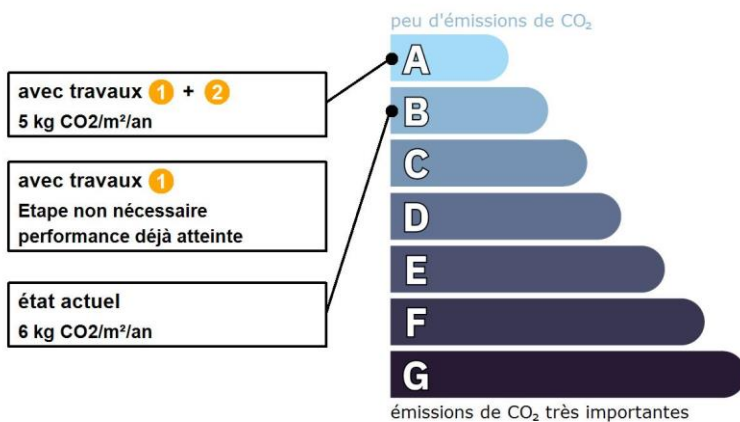 peu d'émissions de CO₂
A
avec travaux 1 + 2
5 kg CO2/m²/an
B
C
avec travaux 1
Etape non nécessaire
performance déjà atteinte
D
E
état actuel
6 kg CO2/m²/an
F
G
émissions de CO₂ très importantes